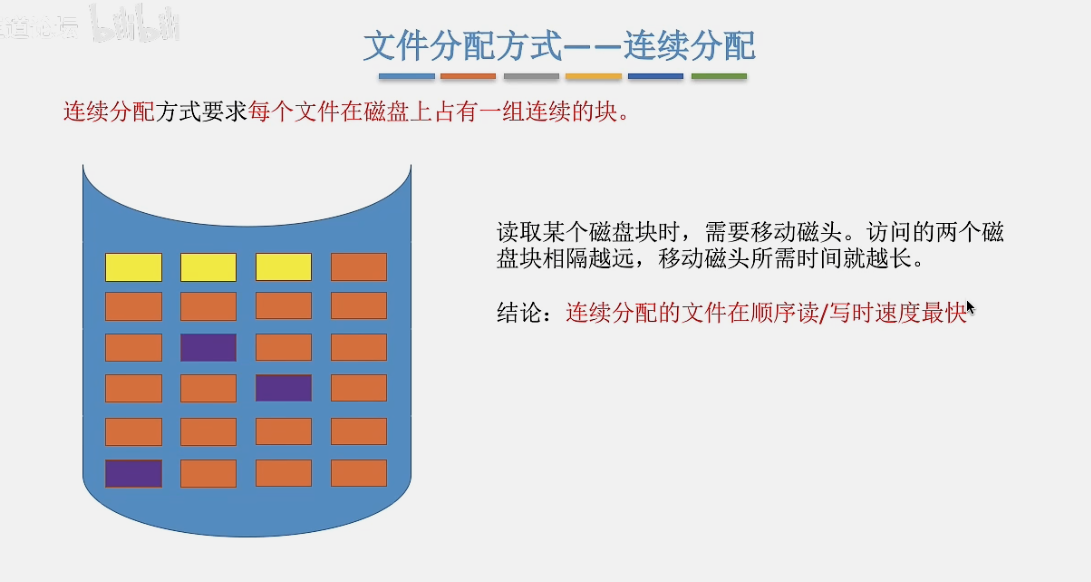 文件分配方式——连续分配
连续分配方式要求每个文件在磁盘上占有一组连续的块。
读取某个磁盘块时，需要移动磁头。访问的两个磁
盘块相隔越远，移动磁头所需时间就越长。
结论：连续分配的文件在顺序读/写时速度最快